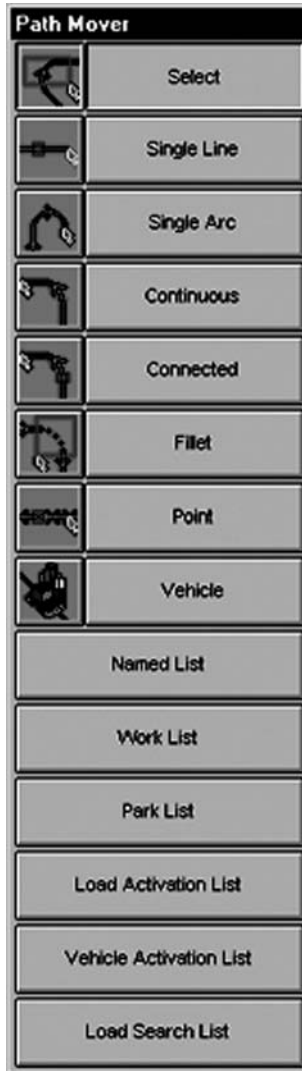 Path Mover
Select
Single Line
Single Arc
Continuous
Connected
Fillet
Point
Vehicle
Named List
Work List
Park List
Load Activation List
Vehicle Activation List
Load Search List